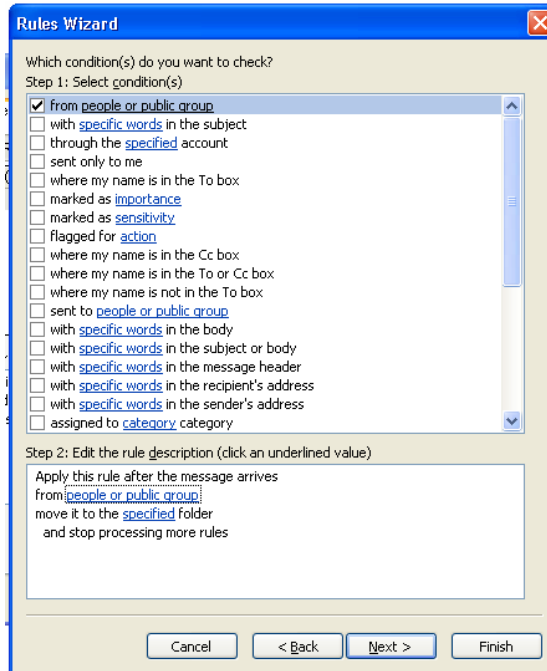 Rules Wizard
Which condition(s) do you want to check?
Step 1: Select condition(s)
from people or public group
with specific words in the subject
through the specified account
sent only to me
where my name is in the To box
marked as importance
marked as sensitivity
flagged for action
where my name is in the Cc box
where my name is in the To or Cc box
where my name is not in the To box
sent to people or public group
with specific words in the body
with specific words in the subject or body
with specific words in the message header
with specific words in the recipient's address
with specific words in the sender's address
assigned to category category
Step 2: Edit the rule description (click an underlined value)
Apply this rule after the message arrives
from people or public group
move it to the specified folder
and stop processing more rules
Cancel < Back Next > Finish